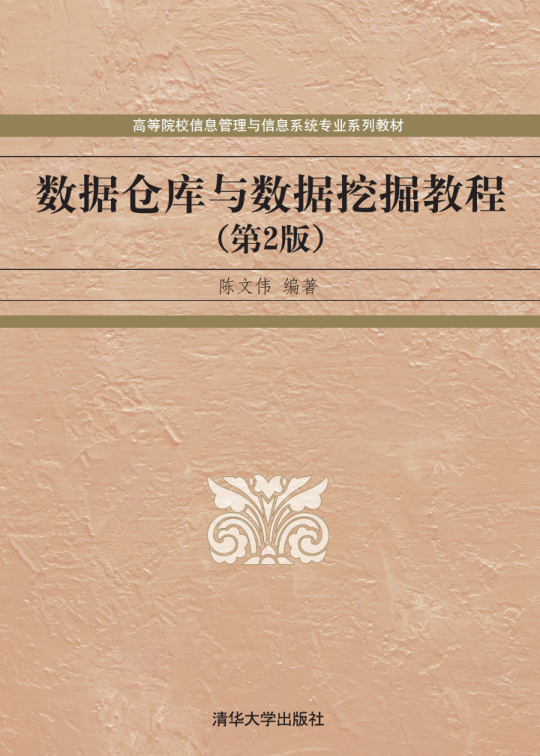 高等院校信息管理与信息系统专业系列教材
数据仓库与数据挖掘教程
（第2版）
陈文伟 编著
清华大学出版社